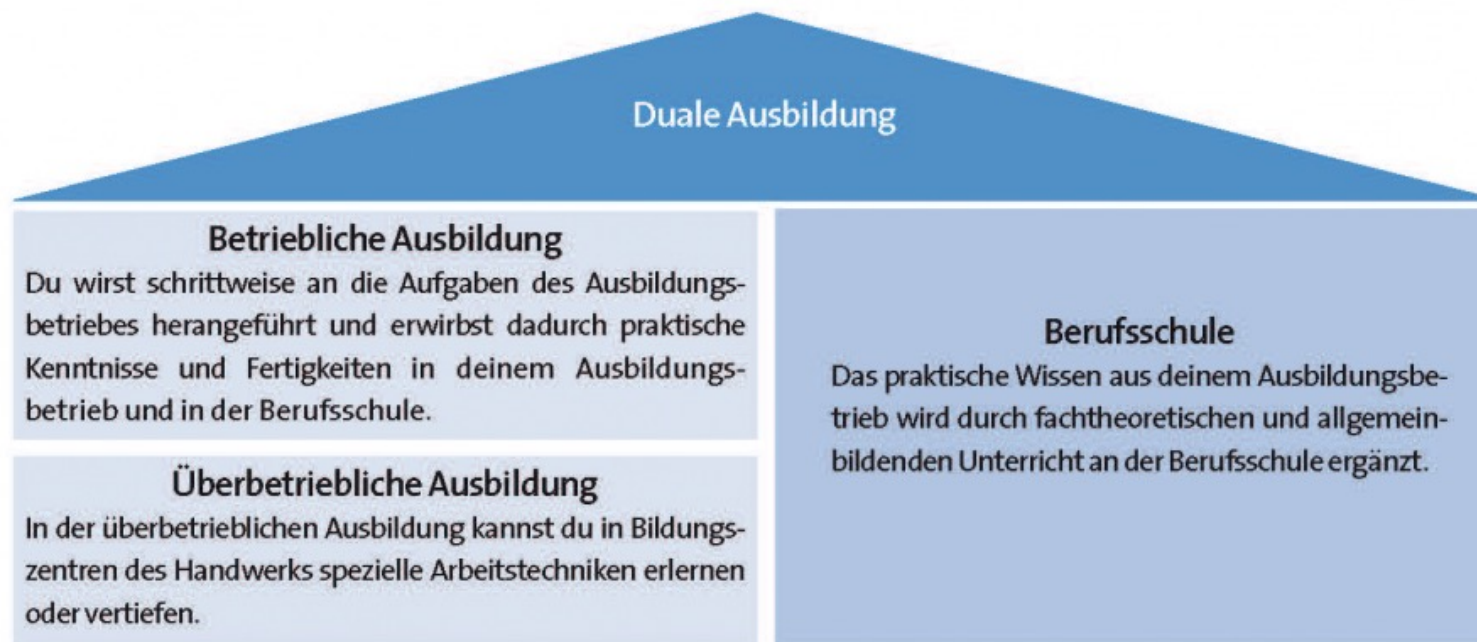 Duale Ausbildung
Betriebliche Ausbildung
Du wirst schrittweise an die Aufgaben des Ausbildungs-
betriebes herangeführt und erwirbst dadurch praktische
Kenntnisse und Fertigkeiten in deinem Ausbildungs-
betrieb und in der Berufsschule.
Überbetriebliche Ausbildung
In der überbetrieblichen Ausbildung kannst du in Bildungs-
zentren des Handwerks spezielle Arbeitstechniken erlernen
oder vertiefen.
Berufsschule
Das praktische Wissen aus deinem Ausbildungsbe-
trieb wird durch fachtheoretischen und allgemein-
bildenden Unterricht an der Berufsschule ergänzt.